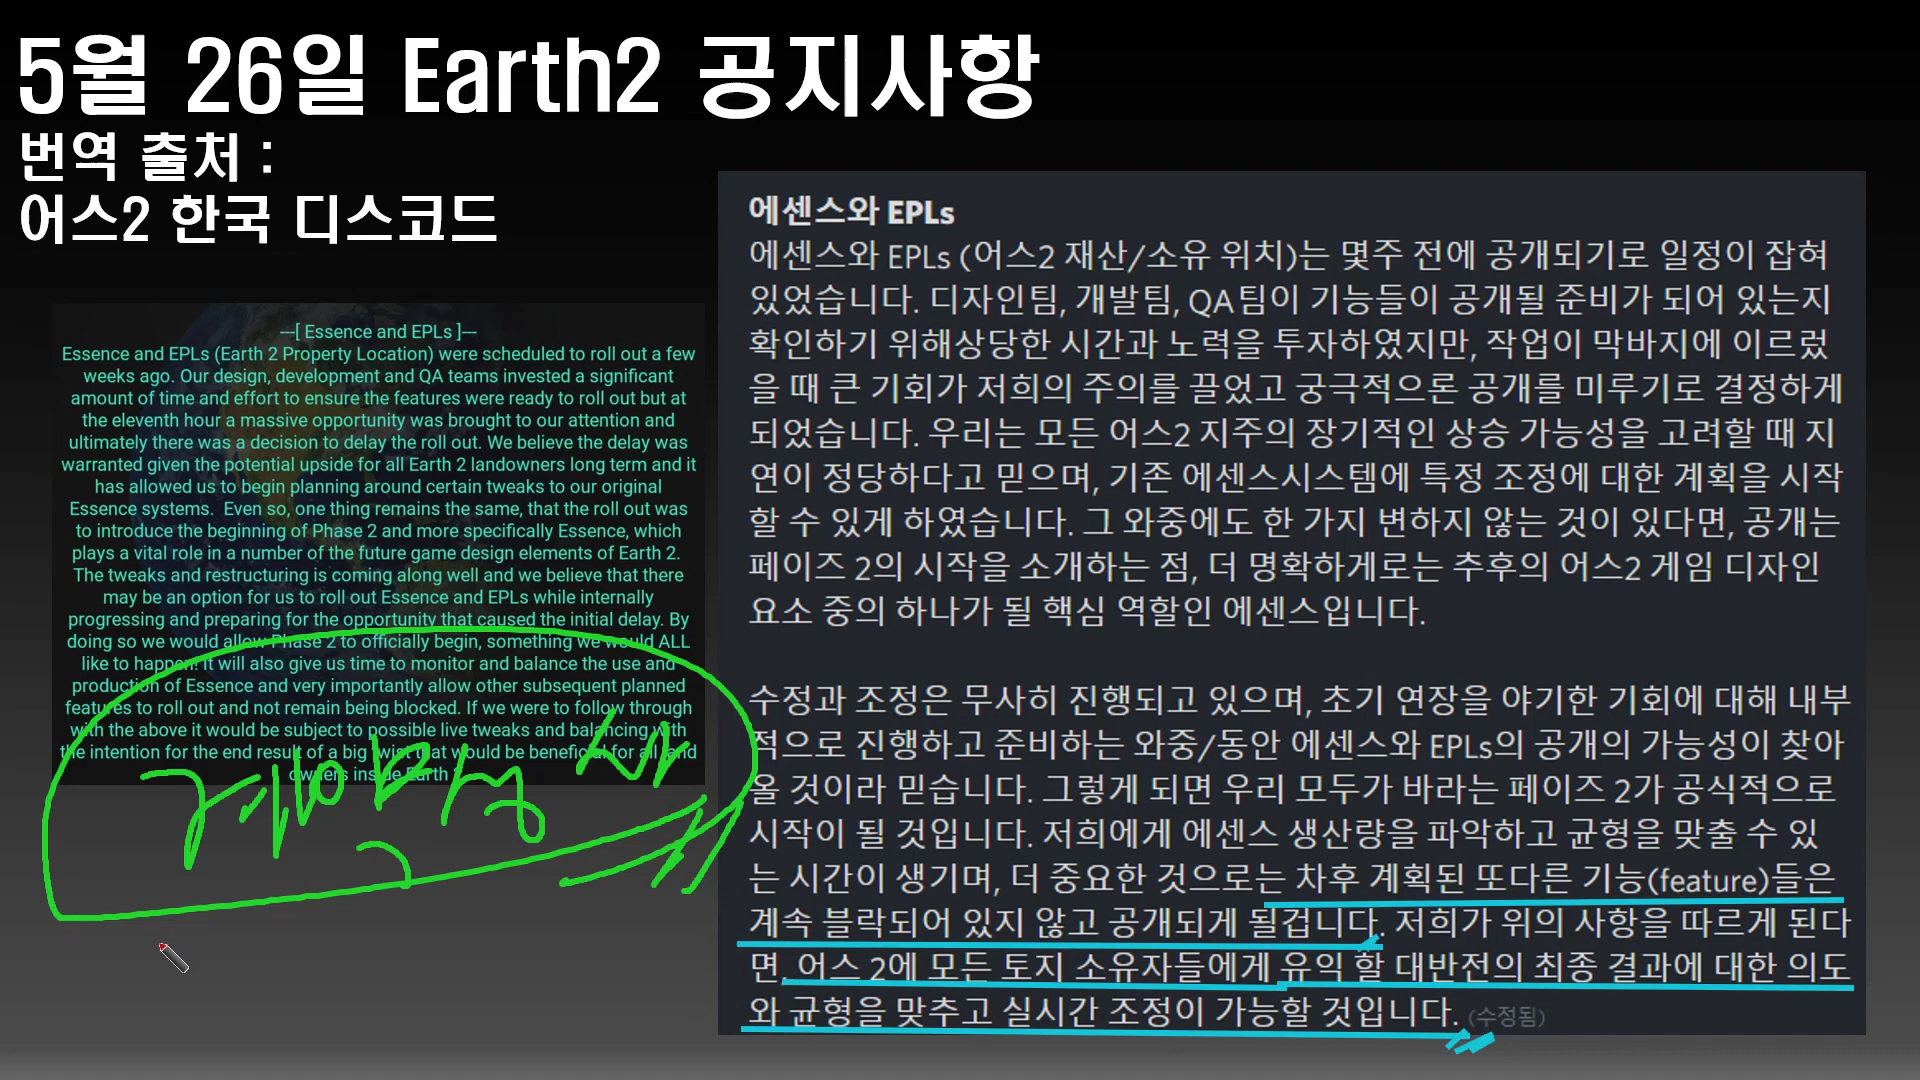 5월 26일 Earth2 공지사항
번역 출처 :
어스2 한국 디스코드
---[ Essence and EPLs ]---
Essence and EPLs (Earth 2 Property Location) were scheduled to roll out a few
weeks ago. Our design, development and QA teams invested a significant
amount of time and effort to ensure the features were ready to roll out but at
the eleventh hour a massive opportunity was brought to our attention and
ultimately there was a decision to delay the roll out. We believe the delay was
warranted given the potential upside for all Earth 2 landowners long term and it
has allowed us to begin planning around certain tweaks to our original
Essence systems. Even so, one thing remains the same, that the roll out was
to introduce the beginning of Phase 2 and more specifically Essence, which
plays a vital role in a number of the future game design elements of Earth 2.
The tweaks and restructuring is coming along well and we believe that there
may be an option for us to roll out Essence and EPLs while internally
progressing and preparing for the opportunity that caused the initial delay. By
doing so we would allow Phase 2 to officially begin, something we would ALL
like to happen! It will also give us time to monitor and balance the use and
production of Essence and very importantly allow other subsequent planned
features to roll out and not remain being blocked. If we were to follow through
with the above it would be subject to possible live tweaks and balancing with
the intention for the end result of a big twist that would be beneficial for all land
owners inside Earth
에센스와 EPLs
에센스와 EPLs (어스2 재산/소유 위치)는 몇주 전에 공개되기로 일정이 잡혀
있었습니다. 디자인팀, 개발팀, QA팀이 기능들이 공개될 준비가 되어 있는지
확인하기 위해상당한 시간과 노력을 투자하였지만, 작업이 막바지에 이르렀
을 때 큰 기회가 저희의 주의를 끌었고 궁극적으론 공개를 미루기로 결정하게
되었습니다. 우리는 모든 어스2 지주의 장기적인 상승 가능성을 고려할 때 지
연이 정당하다고 믿으며, 기존 에센스시스템에 특정 조정에 대한 계획을 시작
할 수 있게 하였습니다. 그 와중에도 한 가지 변하지 않는 것이 있다면, 공개는
페이즈 2의 시작을 소개하는 점, 더 명확하게로는 추후의 어스2 게임 디자인
요소 중의 하나가 될 핵심 역할인 에센스입니다.
수정과 조정은 무사히 진행되고 있으며, 초기 연장을 야기한 기회에 대해 내부
적으로 진행하고 준비하는 와중/동안 에센스와 EPLs의 공개의 가능성이 찾아
올 것이라 믿습니다. 그렇게 되면 우리 모두가 바라는 페이즈 2가 공식적으로
시작이 될 것입니다. 저희에게 에센스 생산량을 파악하고 균형을 맞출 수 있
는 시간이 생기며, 더 중요한 것으로는 차후 계획된 또다른 기능(feature)들은
계속 블락되어 있지 않고 공개되게 될겁니다. 저희가 위의 사항을 따르게 된다
면, 어스 2에 모든 토지 소유자들에게 유익 할 대반전의 최종 결과에 대한 의도
와 균형을 맞추고 실시간 조정이 가능할 것입니다. (수정됨)